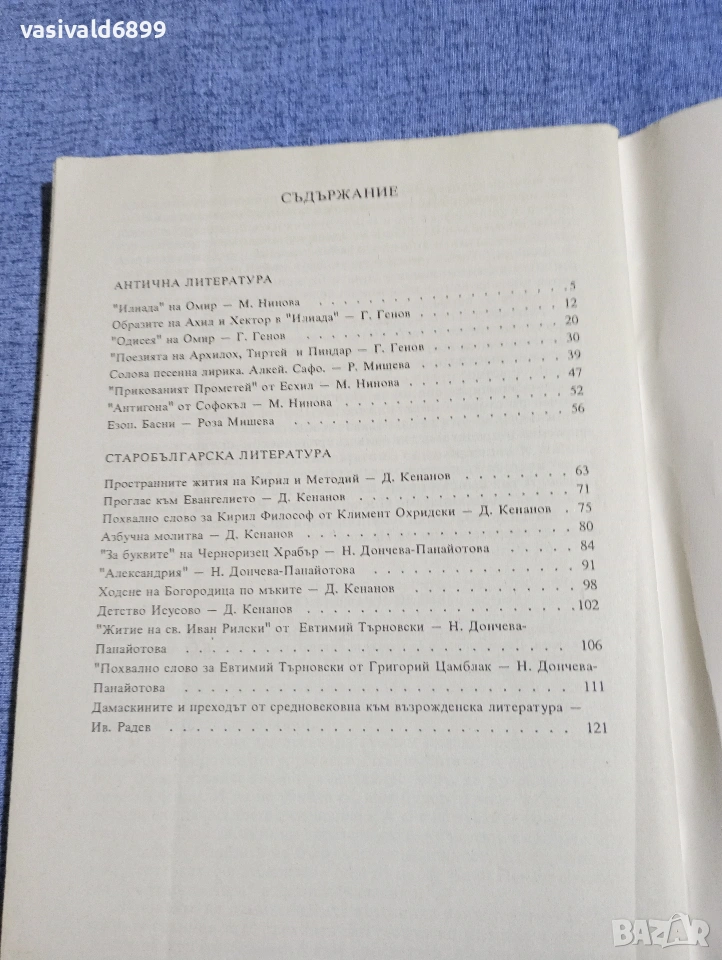 vasivald6899
СЪДЪРЖАНИЕ
АНТИЧНА ЛИТЕРАТУРА
"Илиада" на Омир — М. Нинова . . . . . . . . . . . . . . . . 5
Образите на Ахил и Хектор в "Илиада" — Г. Генов . . . . . . . . . 12
"Одисея" на Омир — Г. Генов . . . . . . . . . . . . . . . . 20
"Поезията на Архилох, Тиртей и Пиндар — Г. Генов . . . . . . . . . 30
Солова песенна лирика. Алкей. Сафо. — Р. Мишева . . . . . . . . . 39
"Прикованият Прометей" от Есхил — М. Нинова . . . . . . . . . . 47
"Антигона" от Софокъл — М. Нинова . . . . . . . . . . . . . . 52
Езоп. Басни — Роза Мишева . . . . . . . . . . . . . . . . . 56
СТАРОБЪЛГАРСКА ЛИТЕРАТУРА
Пространните жития на Кирил и Методий — Д. Кенанов . . . . . . . . 63
Проглас към Евангелието — Д. Кенанов . . . . . . . . . . . . . 71
Похвално слово за Кирил Философ от Климент Охридски — Д. Кенанов . 75
Азбучна молитва — Д. Кенанов . . . . . . . . . . . . . . . . 80
"За буквите" на Черноризец Храбър — Н. Дончева-Панайотова . . . . . 84
"Александрия" — Н. Дончева-Панайотова . . . . . . . . . . . . . 91
Ходене на Богородица по мъките — Д. Кенанов . . . . . . . . . . 98
Детство Исусово — Д. Кенанов . . . . . . . . . . . . . . . . 102
"Житие на св. Иван Рилски" от Евтимий Търновски — Н. Дончева-
Панайотова . . . . . . . . . . . . . . . . . . . . . . . . 106
"Похвално слово за Евтимий Търновски от Григорий Цамблак — Н. Дончева-
Панайотова . . . . . . . . . . . . . . . . . . . . . . . . 111
Дамаскините и преходът от средновековна към възрожденска литература —
Ив. Радев . . . . . . . . . . . . . . . . . . . . . . . . . 121
BAZAR